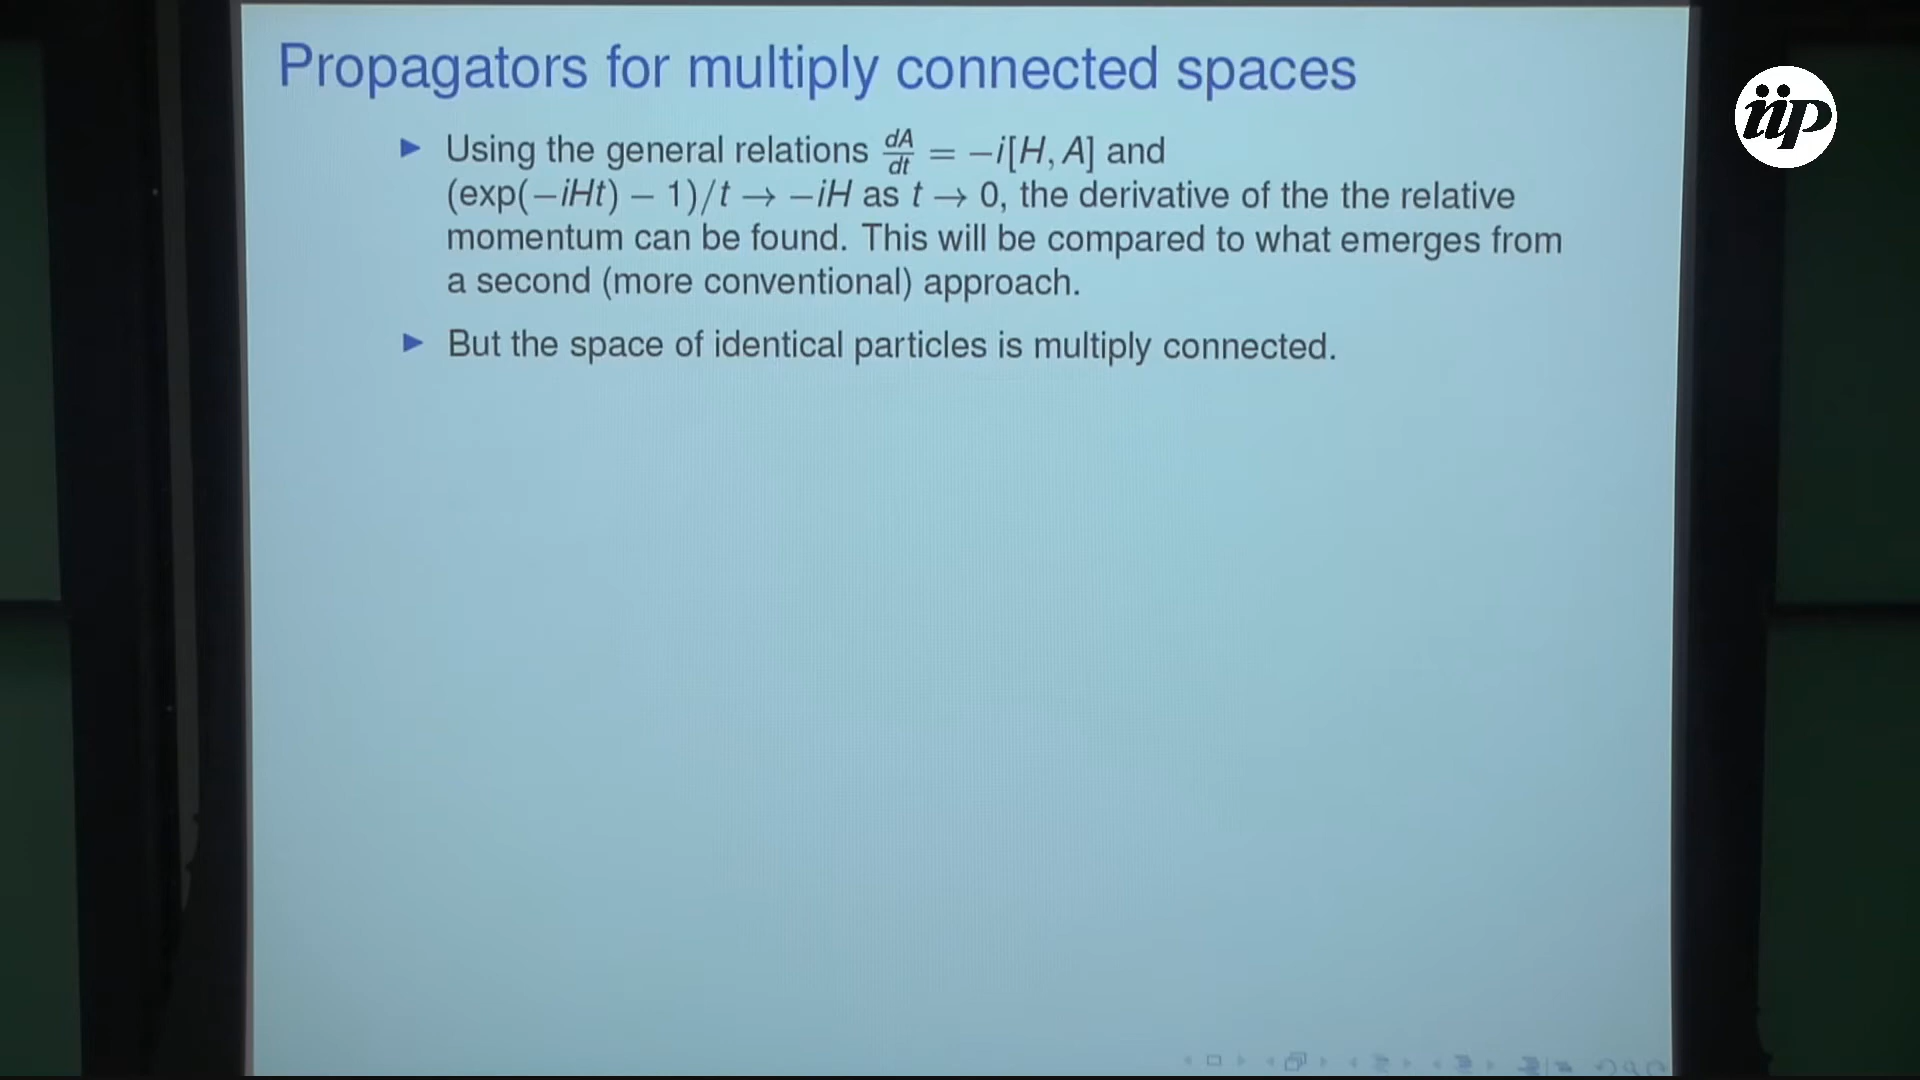 Propagators for multiply connected spaces
iip
▶ Using the general relations dA/dt = −i[H, A] and
(exp(−iHt) − 1)/t → −iH as t → 0, the derivative of the the relative
momentum can be found. This will be compared to what emerges from
a second (more conventional) approach.
▶ But the space of identical particles is multiply connected.